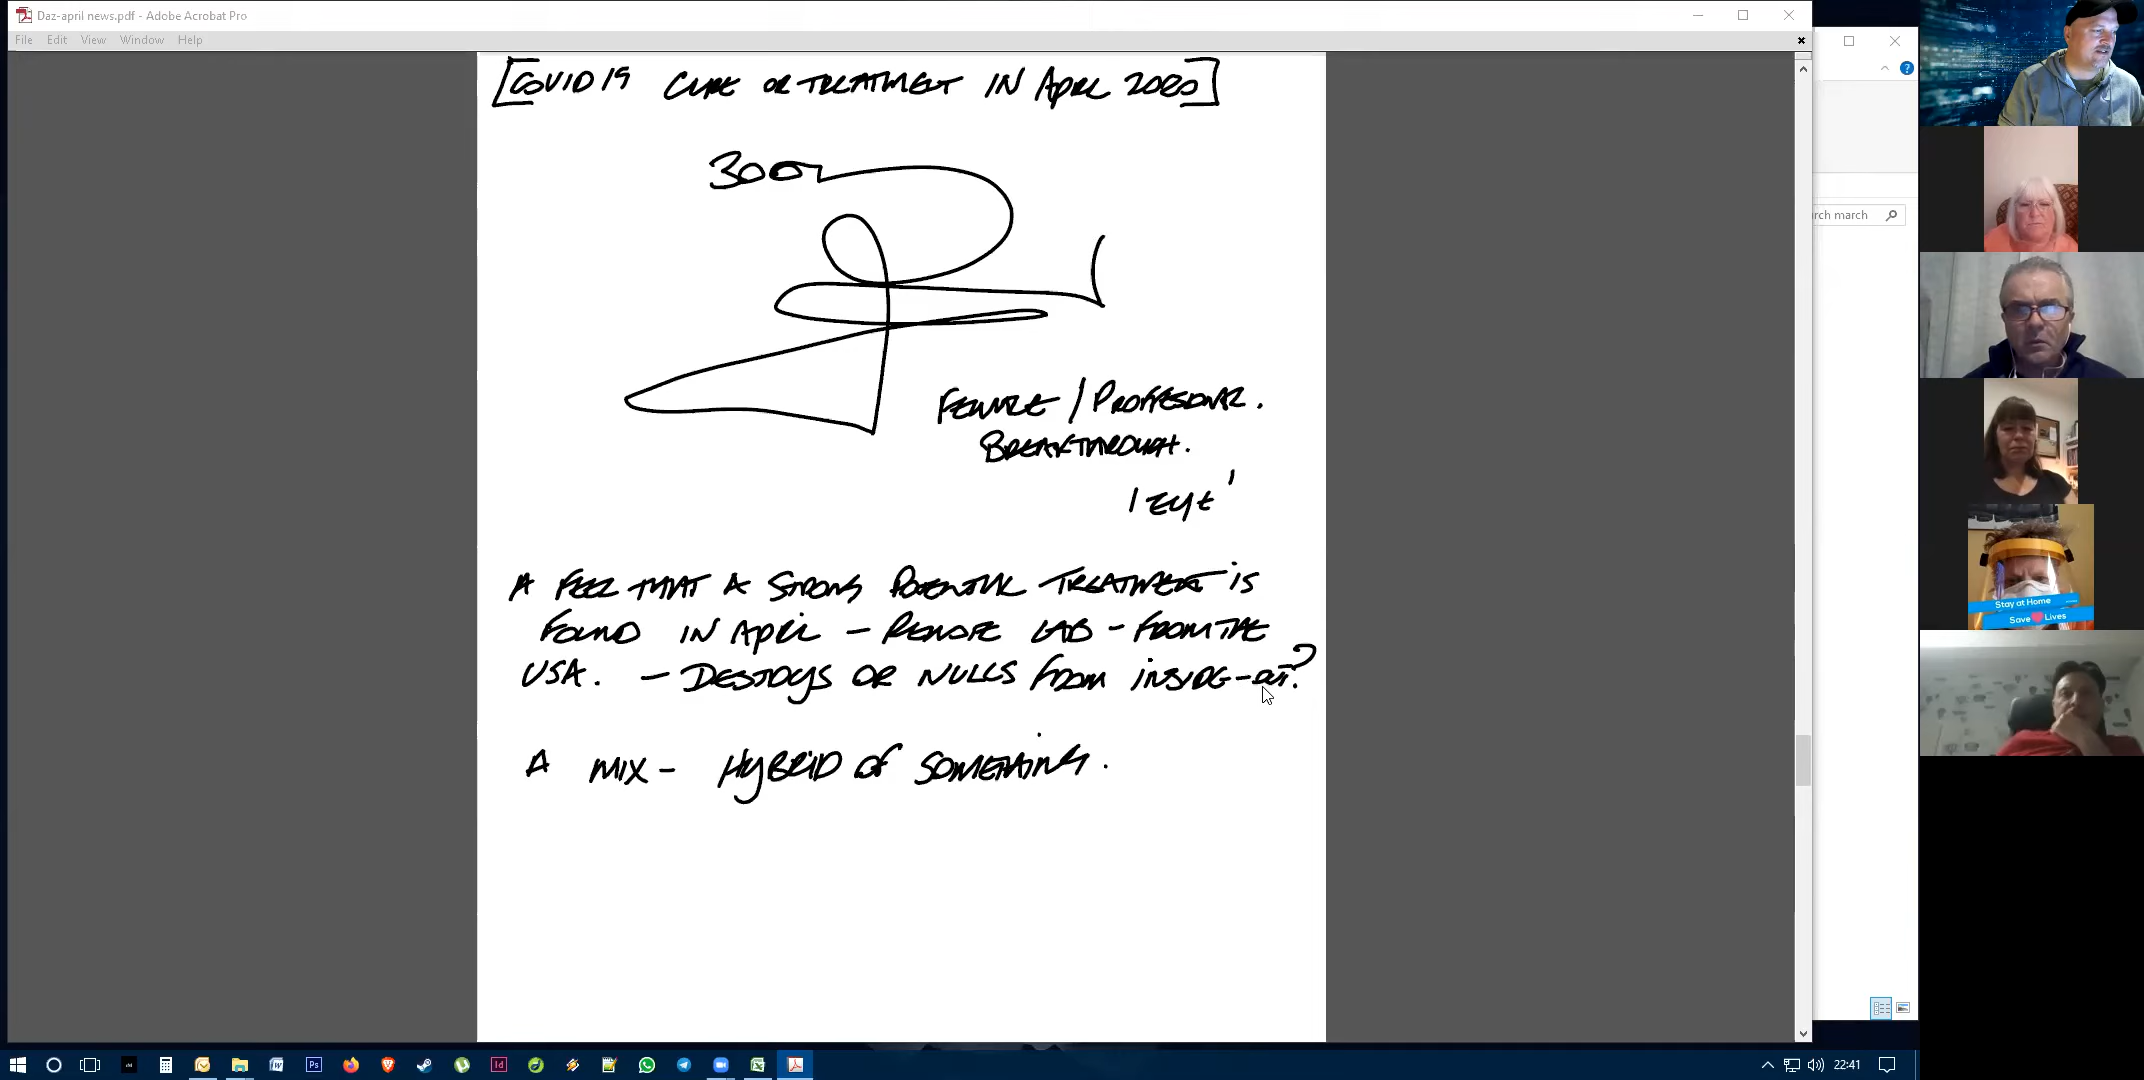 Daz-april news.pdf - Adobe Acrobat Pro
File Edit View Window Help
[COVID 19 CURE OR TREATMENT IN APRIL 2020]
300
FEMALE / PROFFESIONAL.
BREAKTHROUGH.
A FEEL THAT A STRONG POTENTIAL TREATMENT IS
FOUND IN APRIL - REMOTE LAB - FROM THE
USA. - DESTROYS OR NULLS FROM INSIDE-OUT?
A MIX - HYBRID OF SOMETHING.
rch march
Stay at Home
Save Lives
22:41